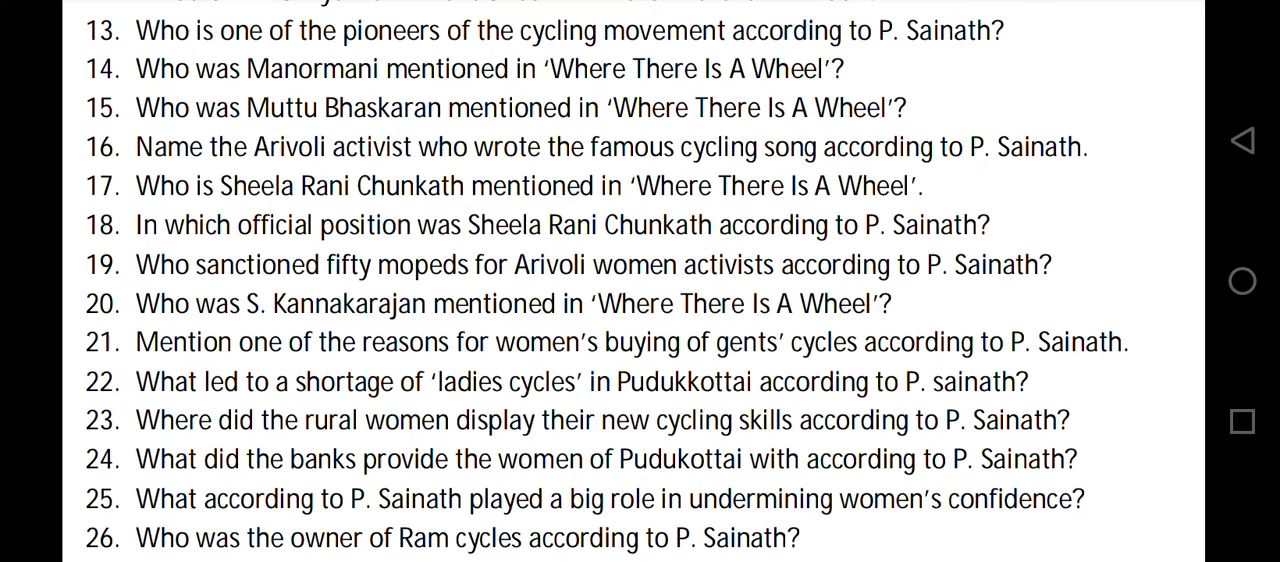 13. Who is one of the pioneers of the cycling movement according to P. Sainath?
14. Who was Manormani mentioned in ‘Where There Is A Wheel’?
15. Who was Muttu Bhaskaran mentioned in ‘Where There Is A Wheel’?
16. Name the Arivoli activist who wrote the famous cycling song according to P. Sainath.
17. Who is Sheela Rani Chunkath mentioned in ‘Where There Is A Wheel’.
18. In which official position was Sheela Rani Chunkath according to P. Sainath?
19. Who sanctioned fifty mopeds for Arivoli women activists according to P. Sainath?
20. Who was S. Kannakarajan mentioned in ‘Where There Is A Wheel’?
21. Mention one of the reasons for women’s buying of gents’ cycles according to P. Sainath.
22. What led to a shortage of ‘ladies cycles’ in Pudukkottai according to P. sainath?
23. Where did the rural women display their new cycling skills according to P. Sainath?
24. What did the banks provide the women of Pudukottai with according to P. Sainath?
25. What according to P. Sainath played a big role in undermining women’s confidence?
26. Who was the owner of Ram cycles according to P. Sainath?